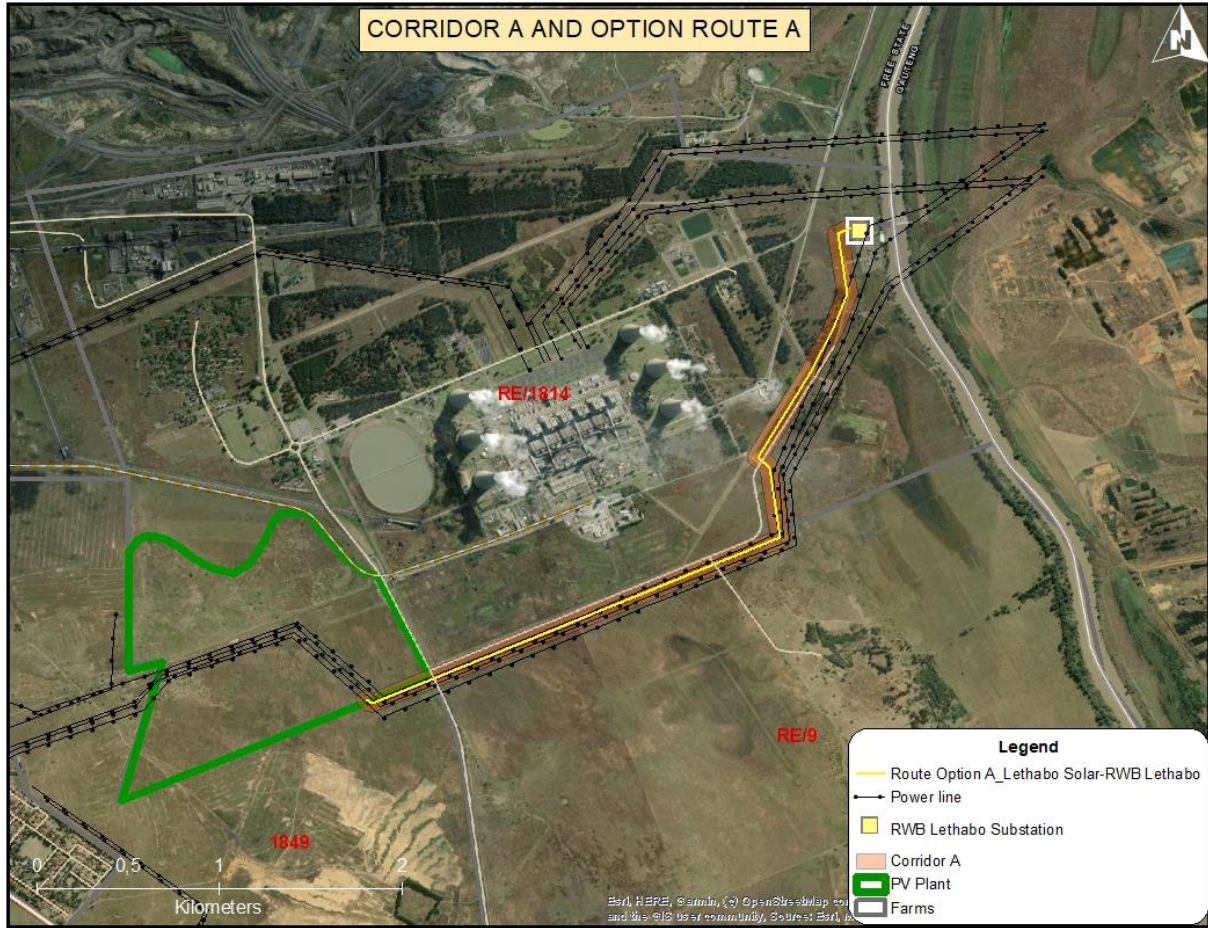 CORRIDOR A AND OPTION ROUTE A
N
FREE STATE
GAUTENG
RE/1814
RE/9
1849
0 0,5 1 2
Kilometers
Legend
Route Option A_Lethabo Solar-RWB Lethabo
Power line
RWB Lethabo Substation
Corridor A
PV Plant
Farms
Esri, HERE, Garmin, (c) OpenStreetMap
and the GIS user community, Source: Esri,